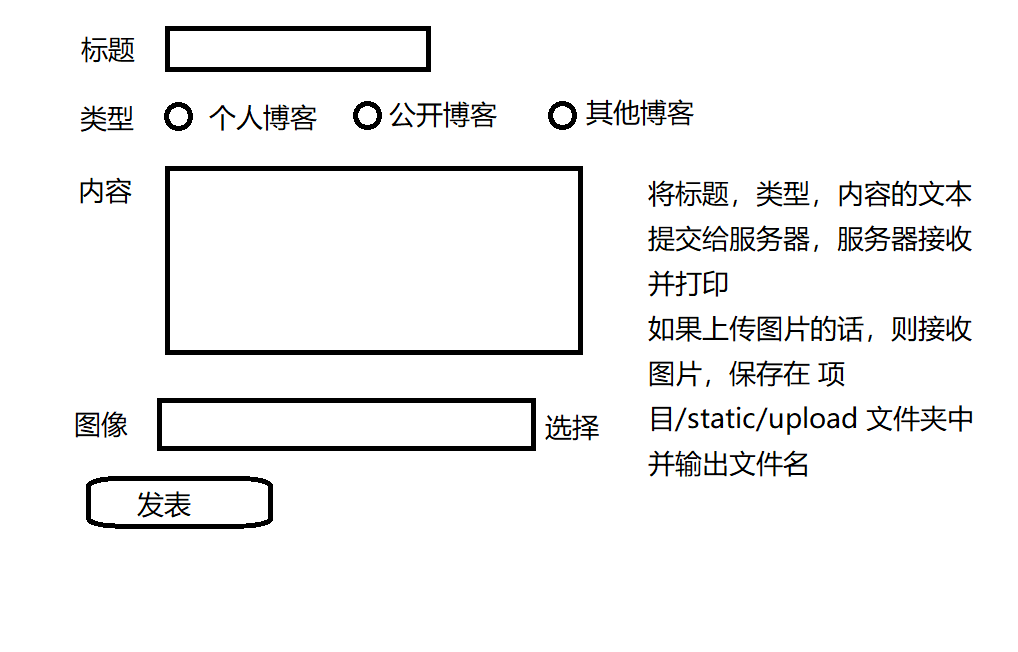 标题
类型 个人博客 公开博客 其他博客
内容
将标题，类型，内容的文本
提交给服务器，服务器接收
并打印
如果上传图片的话，则接收
图片，保存在 项
目/static/upload 文件夹中
并输出文件名
图像 选择
发表